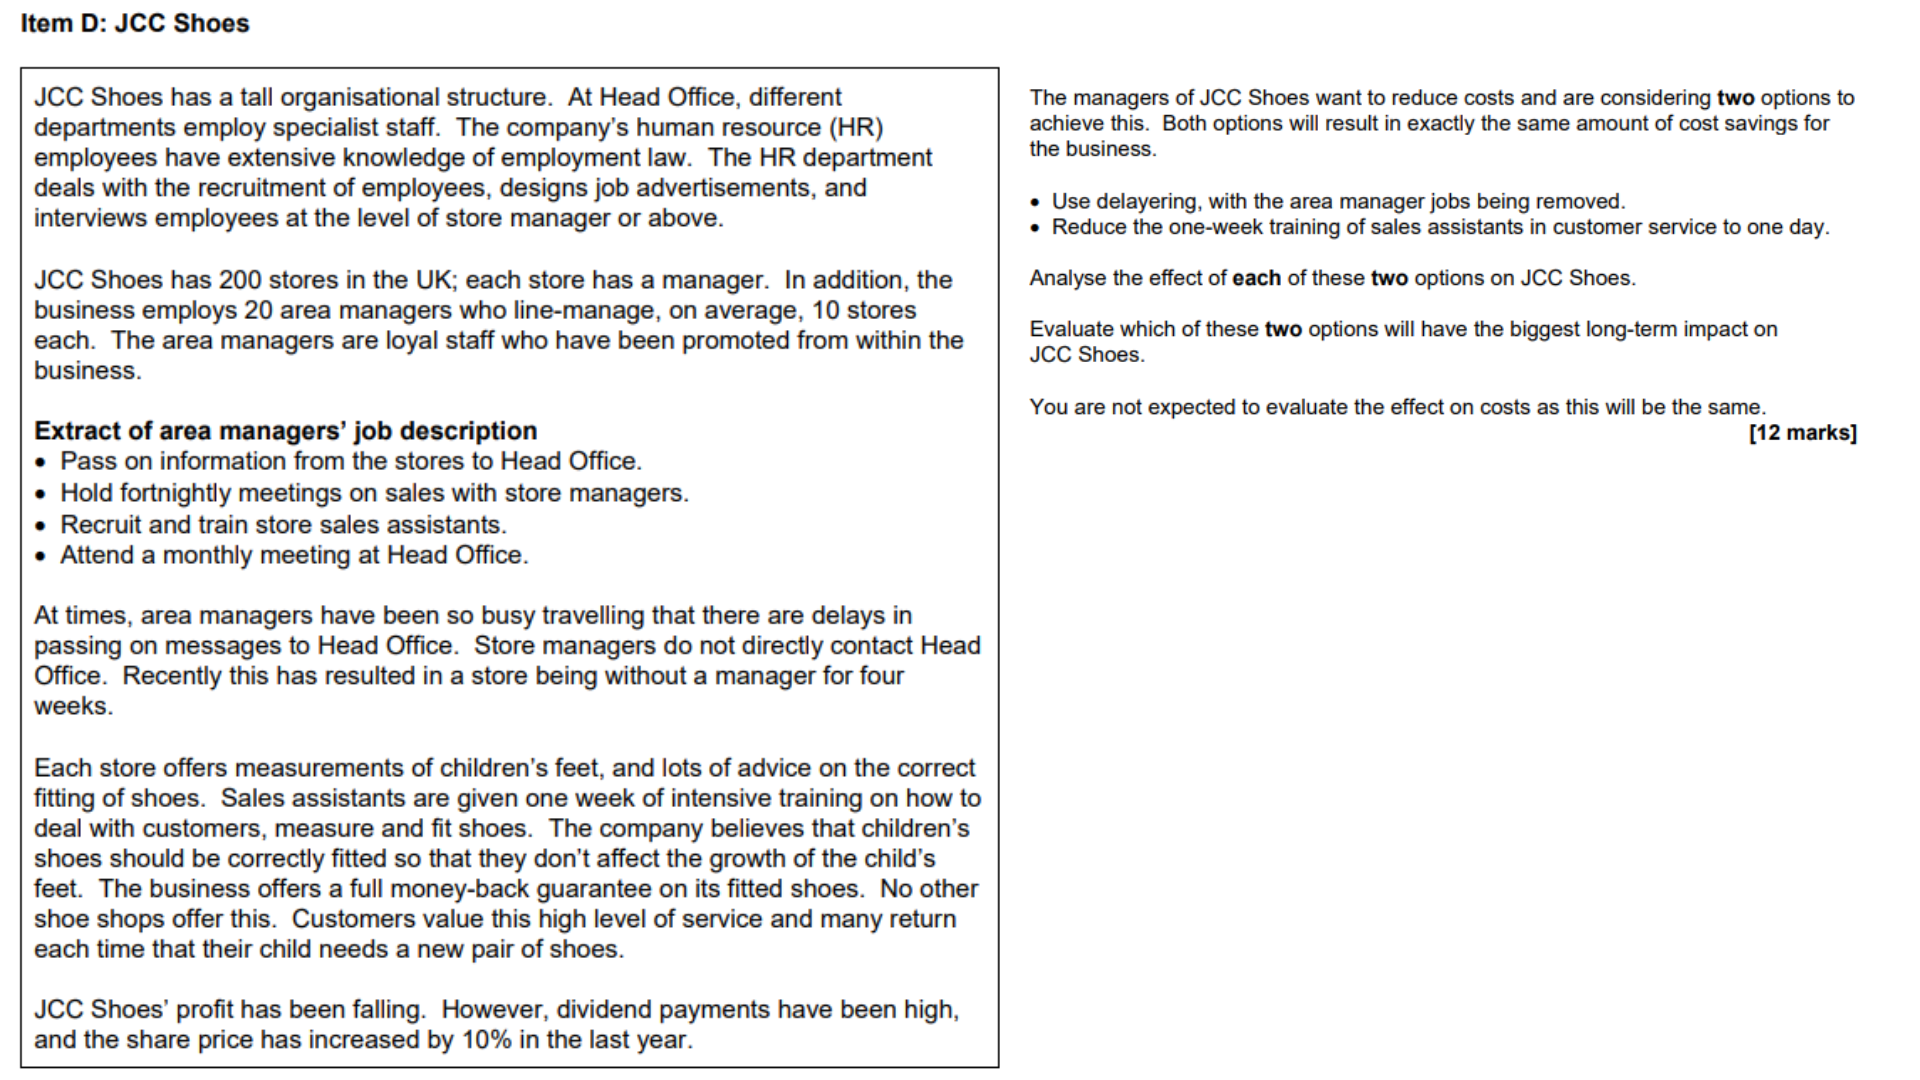 Item D: JCC Shoes
JCC Shoes has a tall organisational structure.  At Head Office, different
departments employ specialist staff.  The company's human resource (HR)
employees have extensive knowledge of employment law.  The HR department
deals with the recruitment of employees, designs job advertisements, and
interviews employees at the level of store manager or above.
JCC Shoes has 200 stores in the UK; each store has a manager.  In addition, the
business employs 20 area managers who line-manage, on average, 10 stores
each.  The area managers are loyal staff who have been promoted from within the
business.
Extract of area managers' job description
• Pass on information from the stores to Head Office.
• Hold fortnightly meetings on sales with store managers.
• Recruit and train store sales assistants.
• Attend a monthly meeting at Head Office.
At times, area managers have been so busy travelling that there are delays in
passing on messages to Head Office.  Store managers do not directly contact Head
Office.  Recently this has resulted in a store being without a manager for four
weeks.
Each store offers measurements of children's feet, and lots of advice on the correct
fitting of shoes.  Sales assistants are given one week of intensive training on how to
deal with customers, measure and fit shoes.  The company believes that children's
shoes should be correctly fitted so that they don't affect the growth of the child's
feet.  The business offers a full money-back guarantee on its fitted shoes.  No other
shoe shops offer this.  Customers value this high level of service and many return
each time that their child needs a new pair of shoes.
JCC Shoes' profit has been falling.  However, dividend payments have been high,
and the share price has increased by 10% in the last year.
The managers of JCC Shoes want to reduce costs and are considering two options to
achieve this.  Both options will result in exactly the same amount of cost savings for
the business.
• Use delayering, with the area manager jobs being removed.
• Reduce the one-week training of sales assistants in customer service to one day.
Analyse the effect of each of these two options on JCC Shoes.
Evaluate which of these two options will have the biggest long-term impact on
JCC Shoes.
You are not expected to evaluate the effect on costs as this will be the same.
[12 marks]